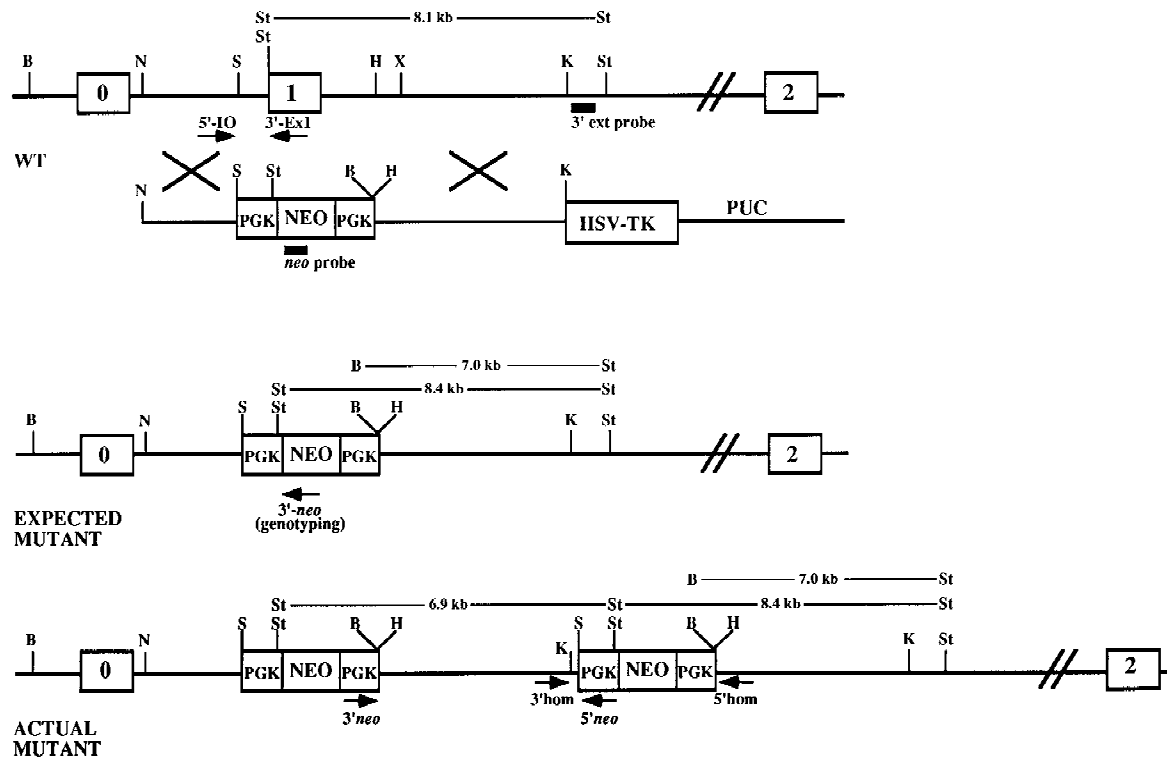 St 8.1 kb St
St
B N S H X K St
0 1 2
5'-IO 3'-Ex1 3' ext probe
WT
N S St B H K
PGK NEO PGK HSV-TK PUC
neo probe
B 7.0 kb St
St 8.4 kb St
B N S St B H K St
0 PGK NEO PGK 2
3'-neo
(genotyping)
EXPECTED
MUTANT
B 7.0 kb St
St 6.9 kb St 8.4 kb St
B N S St B H K S St B H K St
0 PGK NEO PGK PGK NEO PGK 2
3'neo 3'hom 5'neo 5'hom
ACTUAL
MUTANT